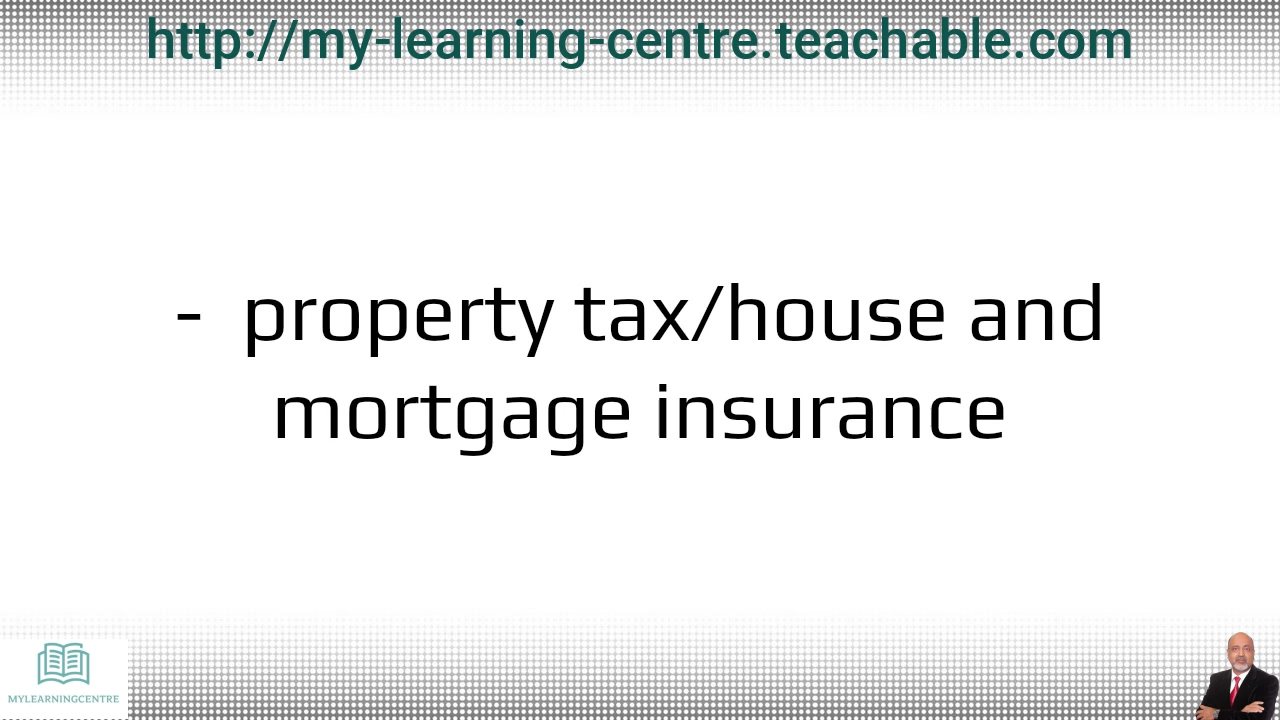 http://my-learning-centre.teachable.com
- property tax/house and
mortgage insurance
MYLEARNINGCENTRE